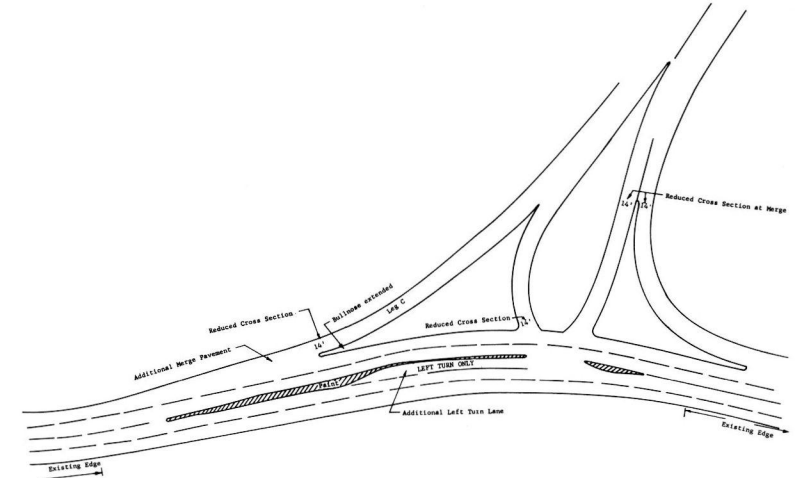 Reduced Cross Section at Merge
14'
14'
Bullnose extended
Leg C
Reduced Cross Section
14'
Reduced Cross Section
14'
Additional Merge Pavement
LEFT TURN ONLY
Paint
Additional Left Turn Lane
Existing Edge
Existing Edge